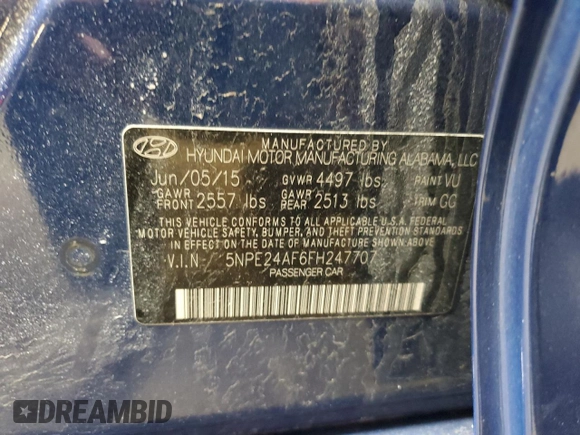 MANUFACTURED BY
HYUNDAI MOTOR MANUFACTURING ALABAMA, LLC
Jun/05/15 GVWR 4497 lbs. PAINT VU
GAWR FRONT 2557 lbs GAWR REAR 2513 lbs TRIM GC
THIS VEHICLE CONFORMS TO ALL APPLICABLE U.S.A. FEDERAL
MOTOR VEHICLE SAFETY, BUMPER, AND THEFT PREVENTION STANDARDS
IN EFFECT ON THE DATE OF MANUFACTURE SHOWN ABOVE.
V.I.N 5NPE24AF6FH247707
PASSENGER CAR
DREAMBID